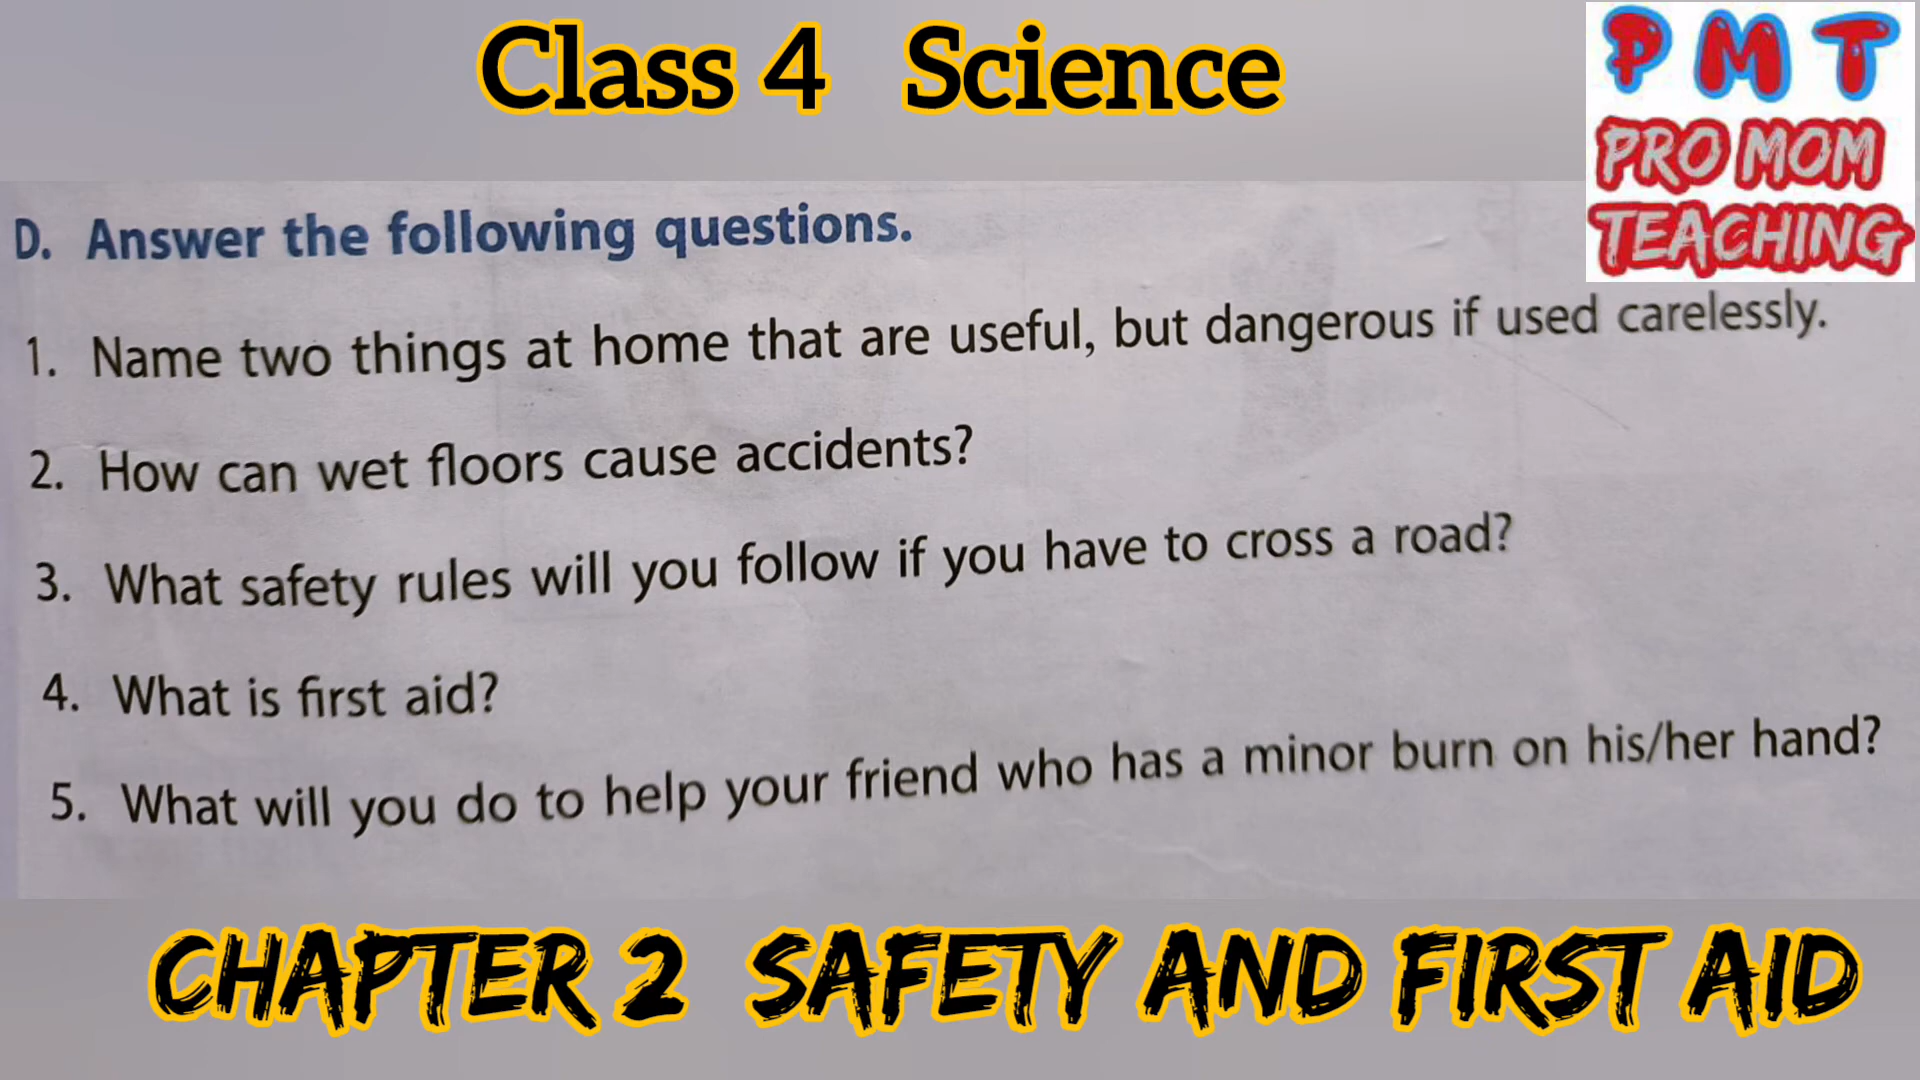 Class 4 Science
PMT
PRO MOM
TEACHING
D. Answer the following questions.
1. Name two things at home that are useful, but dangerous if used carelessly.
2. How can wet floors cause accidents?
3. What safety rules will you follow if you have to cross a road?
4. What is first aid?
5. What will you do to help your friend who has a minor burn on his/her hand?
CHAPTER 2 SAFETY AND FIRST AID